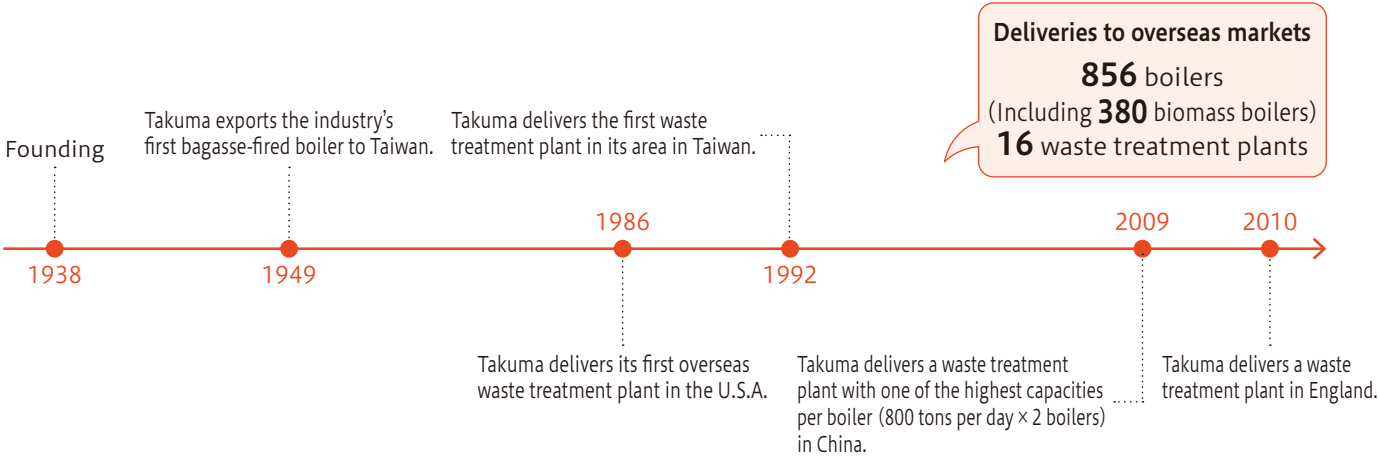 Deliveries to overseas markets
856 boilers
(Including 380 biomass boilers)
16 waste treatment plants
Founding
Takuma exports the industry's
first bagasse-fired boiler to Taiwan.
Takuma delivers the first waste
treatment plant in its area in Taiwan.
1986
2009
2010
1938
1949
1992
Takuma delivers its first overseas
waste treatment plant in the U.S.A.
Takuma delivers a waste treatment
plant with one of the highest capacities
per boiler (800 tons per day × 2 boilers)
in China.
Takuma delivers a waste
treatment plant in England.